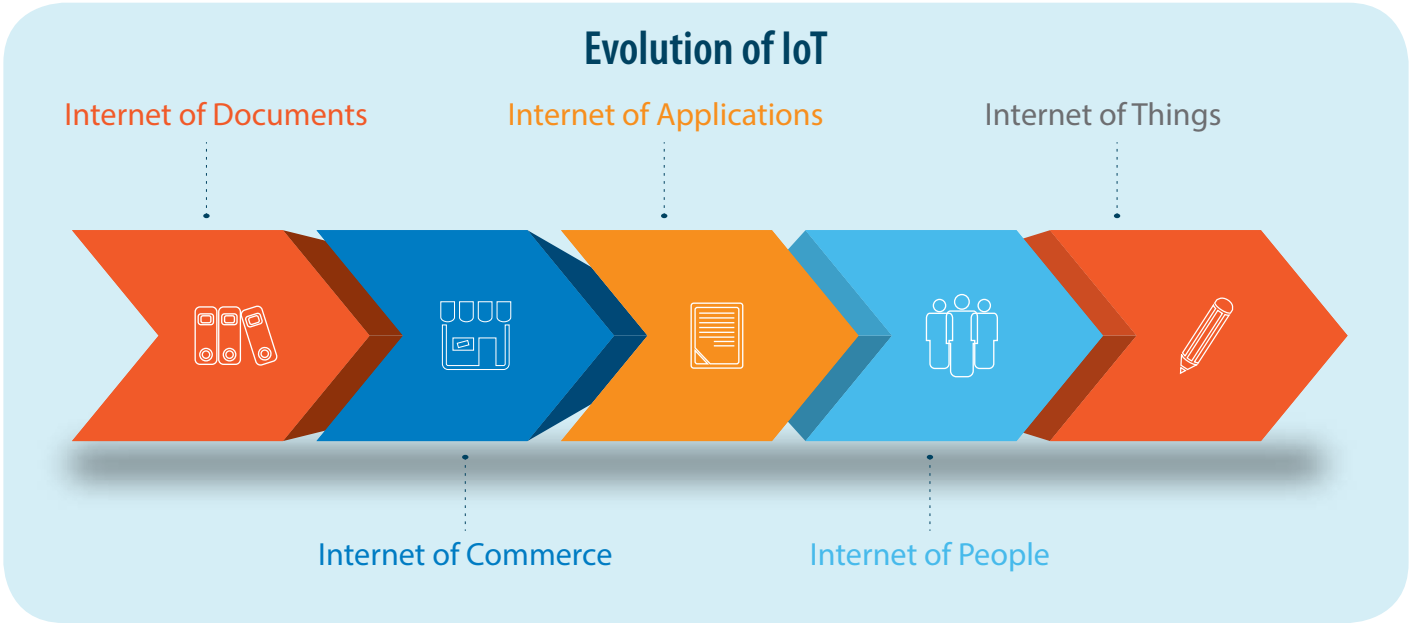 Evolution of IoT
Internet of Documents
Internet of Applications
Internet of Things
Internet of Commerce
Internet of People